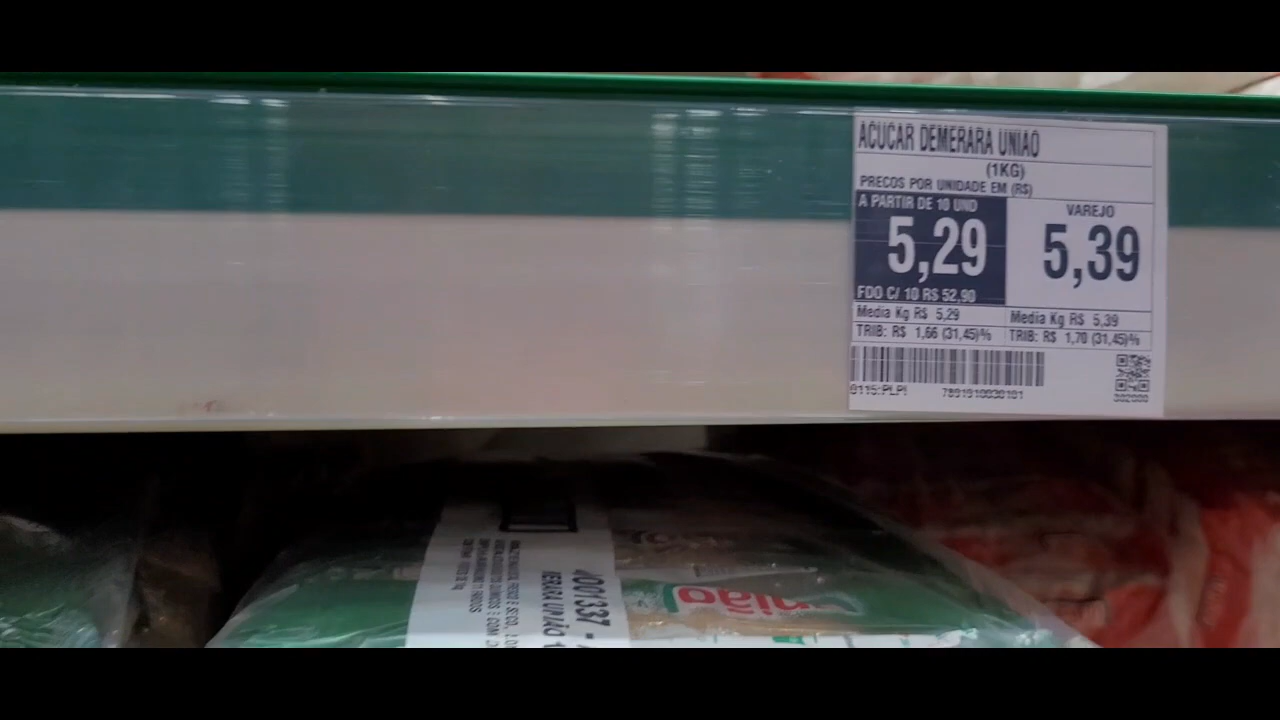 ACUCAR DEMERARA UNIAO
(1KG)
PRECOS POR UNIDADE EM (R$)
A PARTIR DE 10 UND
5,29
FDO C/ 10 R$ 52,90
VAREJO
5,39
Media Kg R$ 5,29
Media Kg R$ 5,39
TRIB: R$ 1,66 (31,45)%
TRIB: R$ 1,70 (31,45)%
0115:PLPI
7891910030101
União